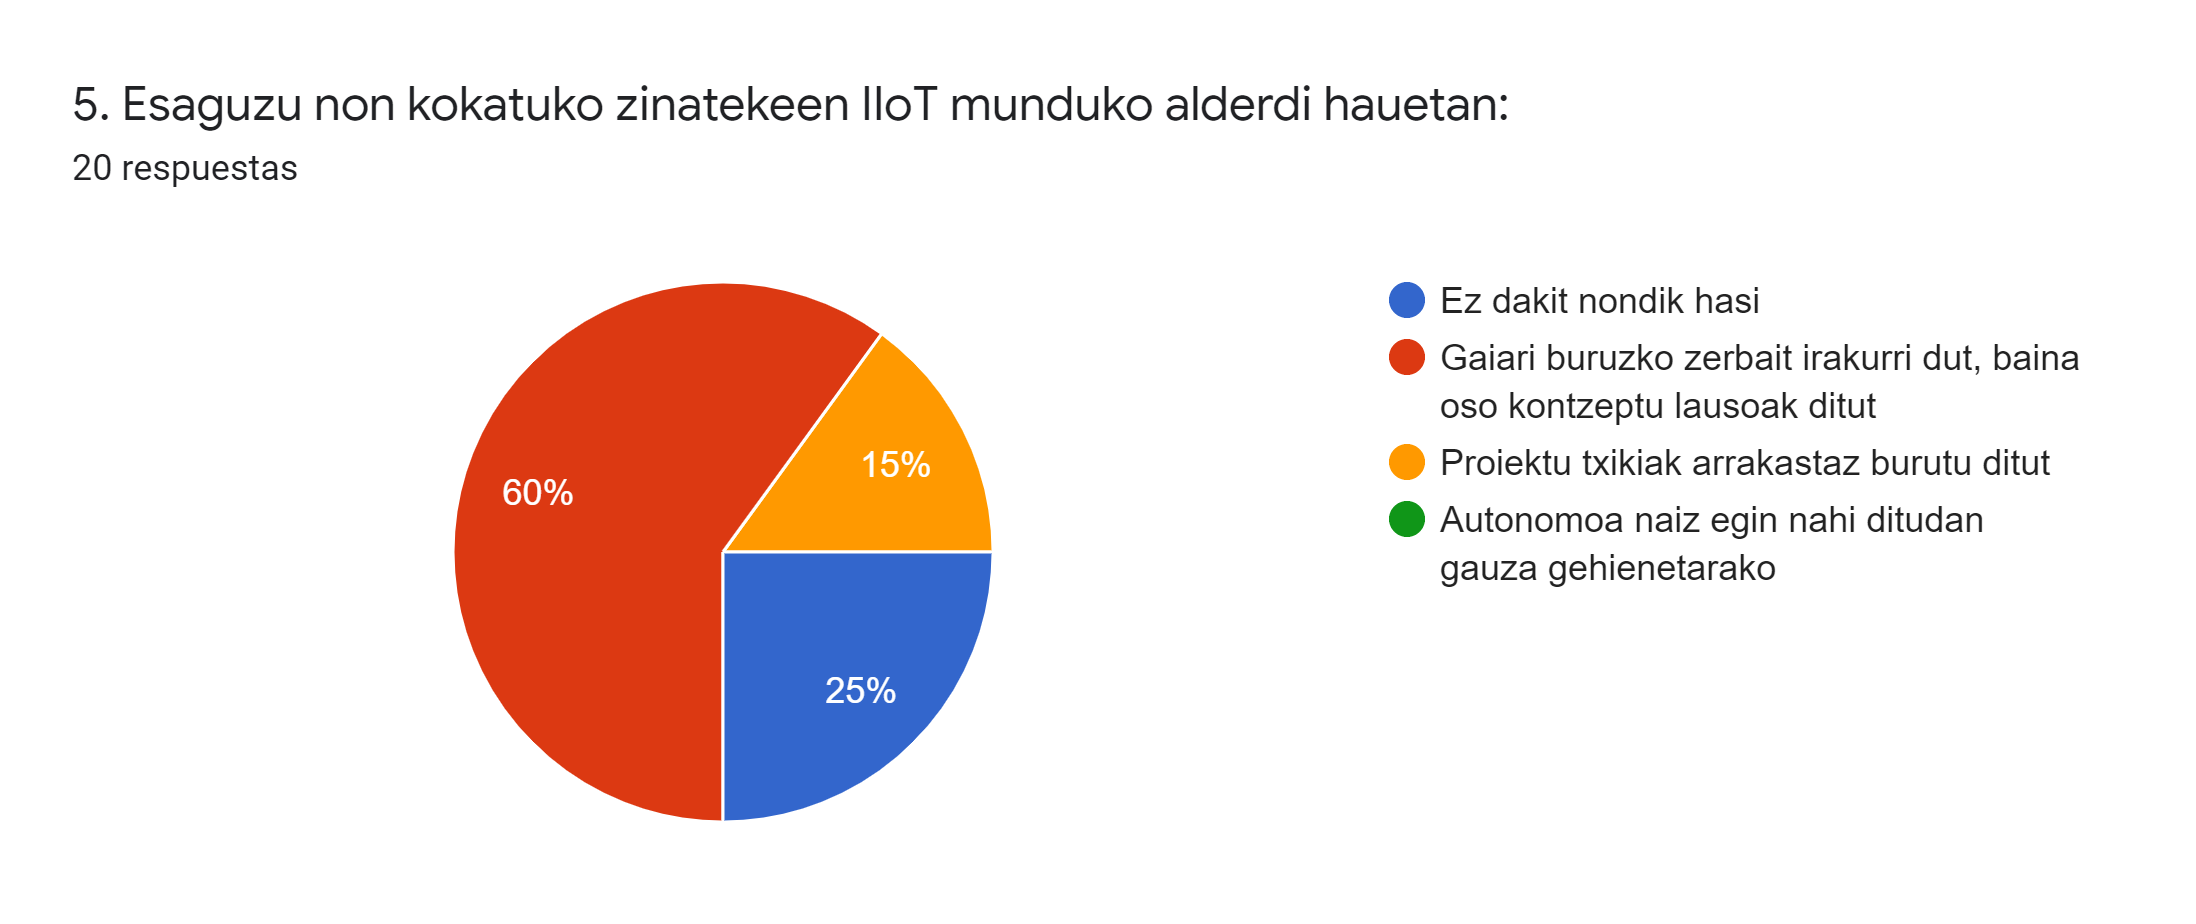 5. Esaguzu non kokatuko zinatekeen IIoT munduko alderdi hauetan:
20 respuestas
Ez dakit nondik hasi
Gaiari buruzko zerbait irakurri dut, baina
oso kontzeptu lausoak ditut
Proiektu txikiak arrakastaz burutu ditut
Autonomoa naiz egin nahi ditudan
gauza gehienetarako
15%
60%
25%